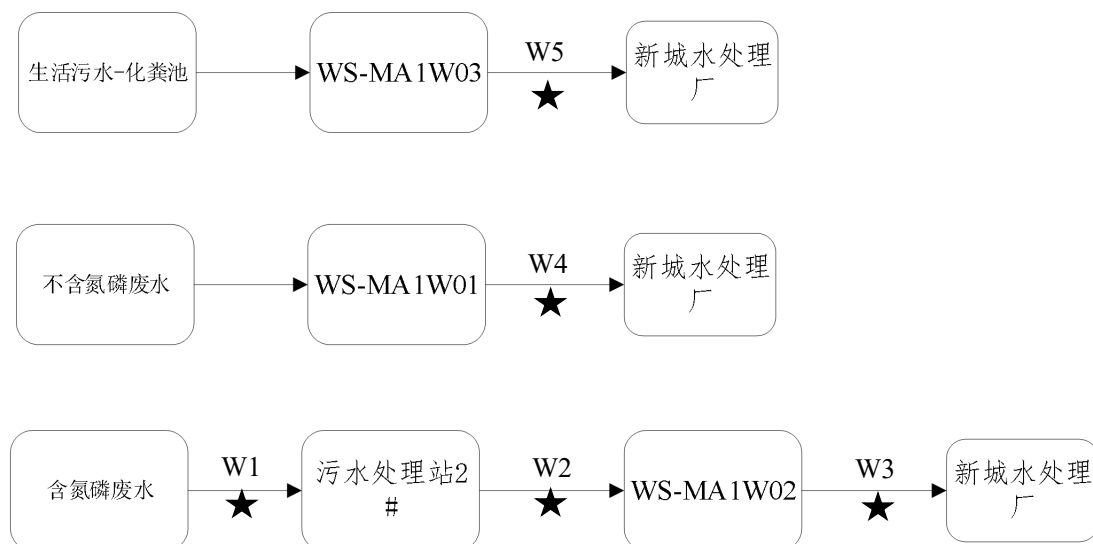 生活污水-化粪池
WS-MA1W03
W5
新城水处理
厂
不含氮磷废水
WS-MA1W01
W4
新城水处理
厂
含氮磷废水
W1
污水处理站2
#
W2
WS-MA1W02
W3
新城水处理
厂